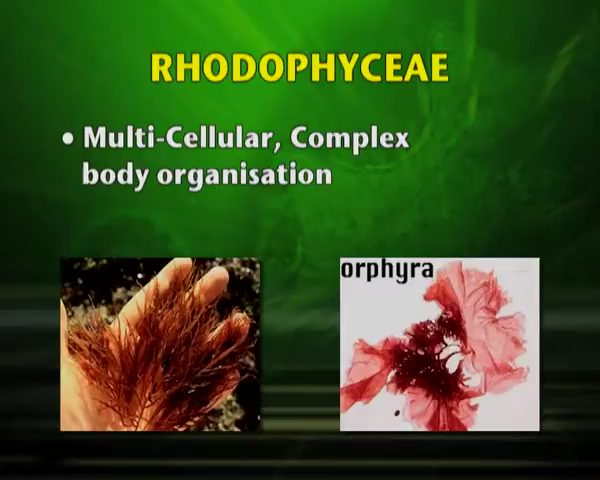 RHODOPHYCEAE
• Multi-Cellular, Complex
body organisation
orphyra